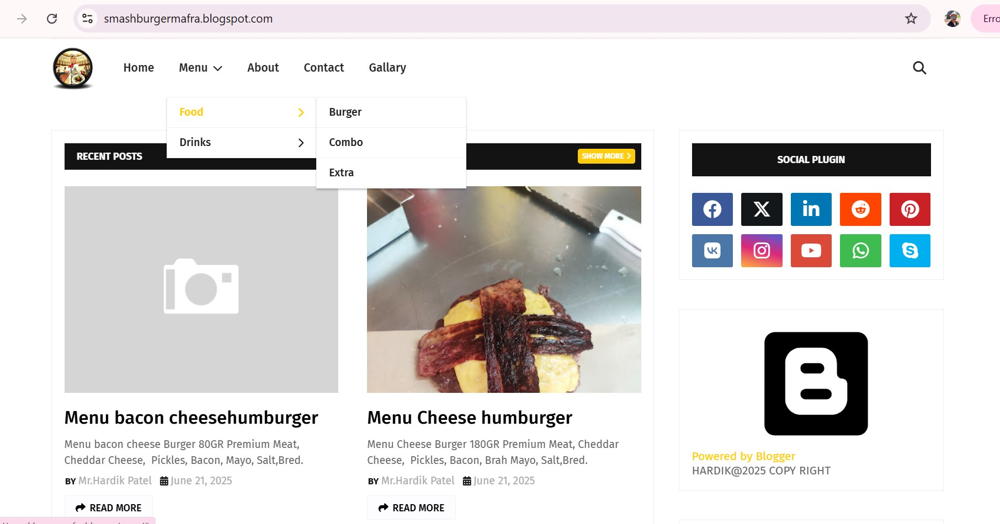 smashburgermafra.blogspot.com
Erro
Home
Menu
About
Contact
Gallary
Food
Drinks
Burger
Combo
Extra
RECENT POSTS
SHOW MORE
SOCIAL PLUGIN
Menu bacon cheesehumburger
Menu bacon cheese Burger 80GR Premium Meat,
Cheddar Cheese,  Pickles, Bacon, Mayo, Salt,Bred.
BY Mr.Hardik Patel June 21, 2025
READ MORE
Menu Cheese humburger
Menu Cheese Burger 180GR Premium Meat, Cheddar
Cheese,  Pickles, Bacon, Brah Mayo, Salt,Bred.
BY Mr.Hardik Patel June 21, 2025
READ MORE
Powered by Blogger
HARDIK@2025 COPY RIGHT